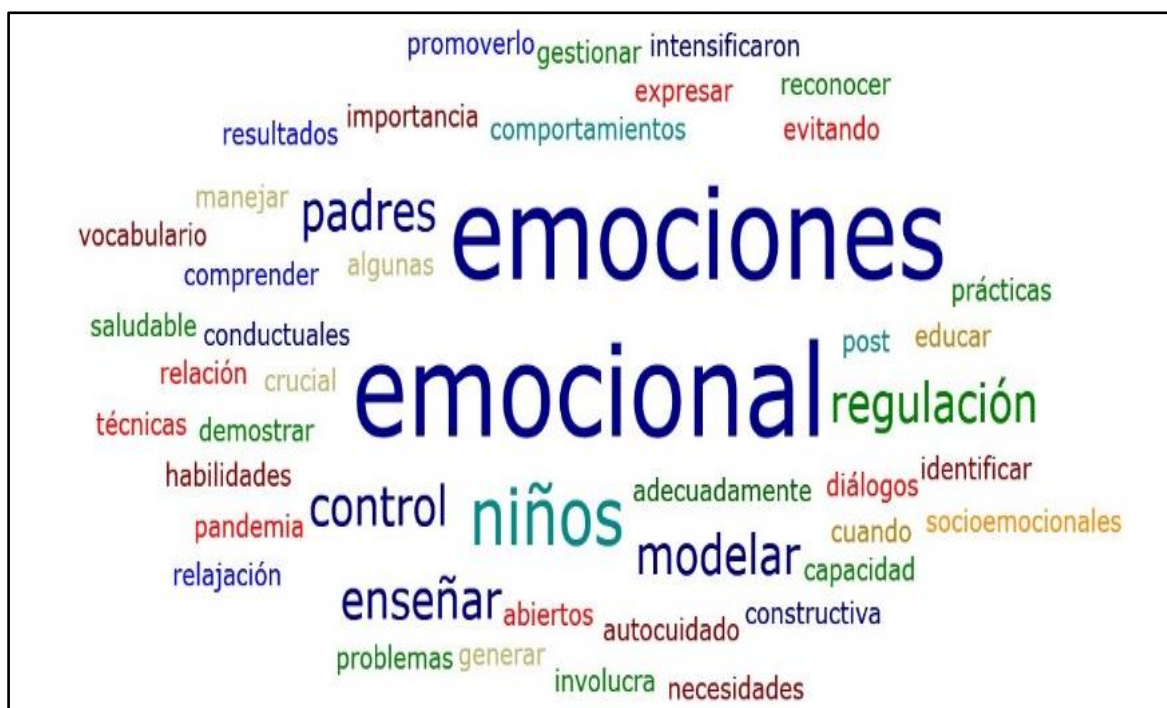 promoverlo gestionar intensificaron
expresar reconocer
resultados importancia comportamientos evitando
manejar padres emociones
vocabulario
comprender algunas
prácticas
saludable conductuales post educar
relación crucial emocional regulación
técnicas demostrar
habilidades control niños adecuadamente diálogos identificar
pandemia modelar cuando socioemocionales
relajación capacidad
enseñar abiertos autocuidado constructiva
problemas generar
involucra necesidades